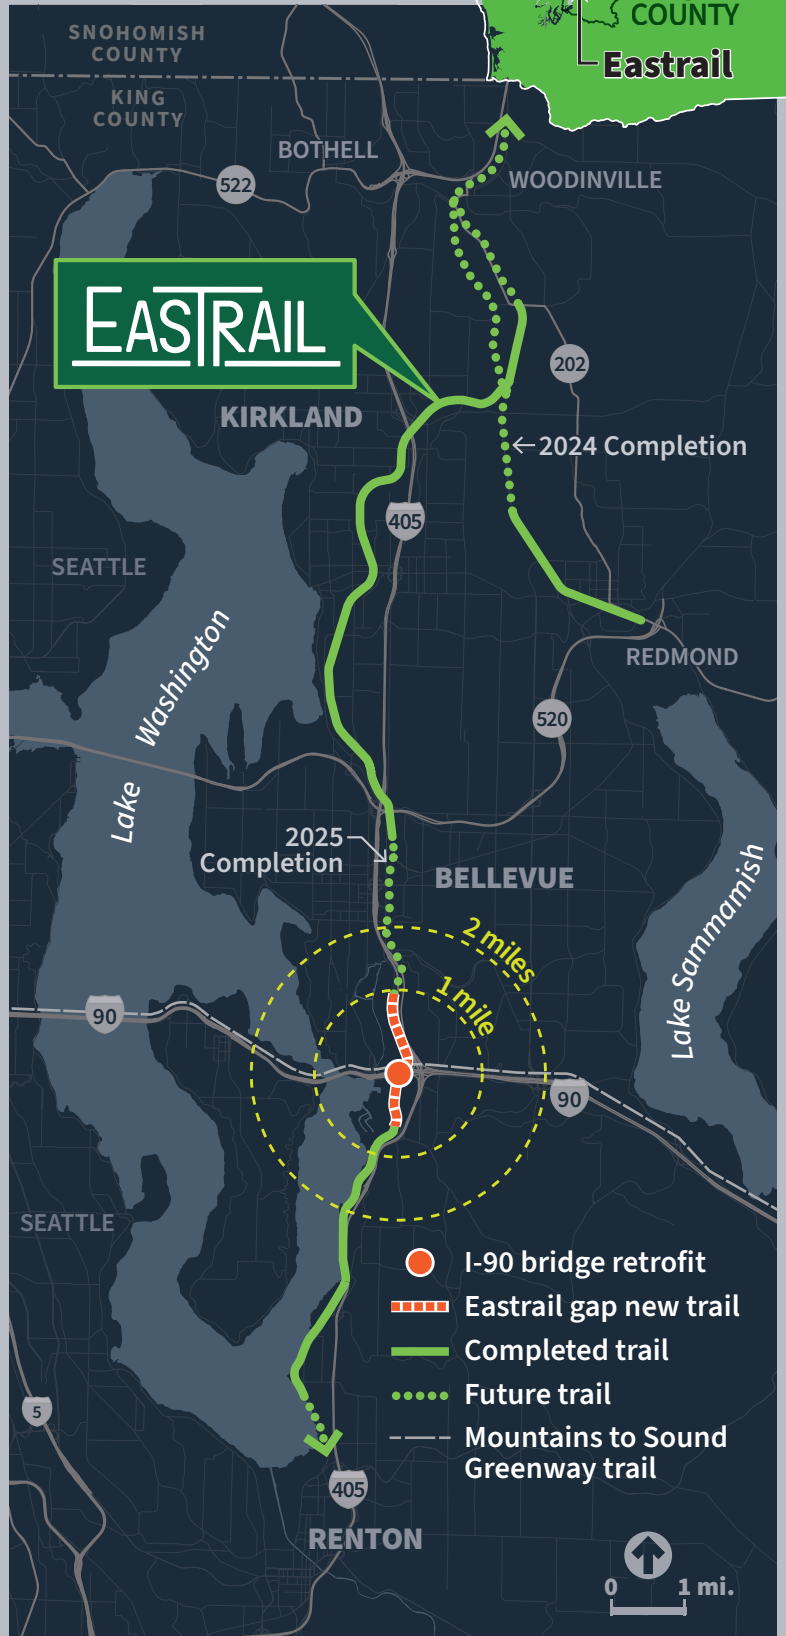 COUNTY
Eastrail
SNOHOMISH
COUNTY
KING
COUNTY
BOTHELL
522
WOODINVILLE
EASTRAIL
202
KIRKLAND
2024 Completion
405
SEATTLE
Lake Washington
REDMOND
520
2025
Completion
BELLEVUE
Lake Sammamish
2 miles
1 mile
90
90
SEATTLE
I-90 bridge retrofit
Eastrail gap new trail
Completed trail
Future trail
Mountains to Sound
Greenway trail
5
405
RENTON
0 1 mi.